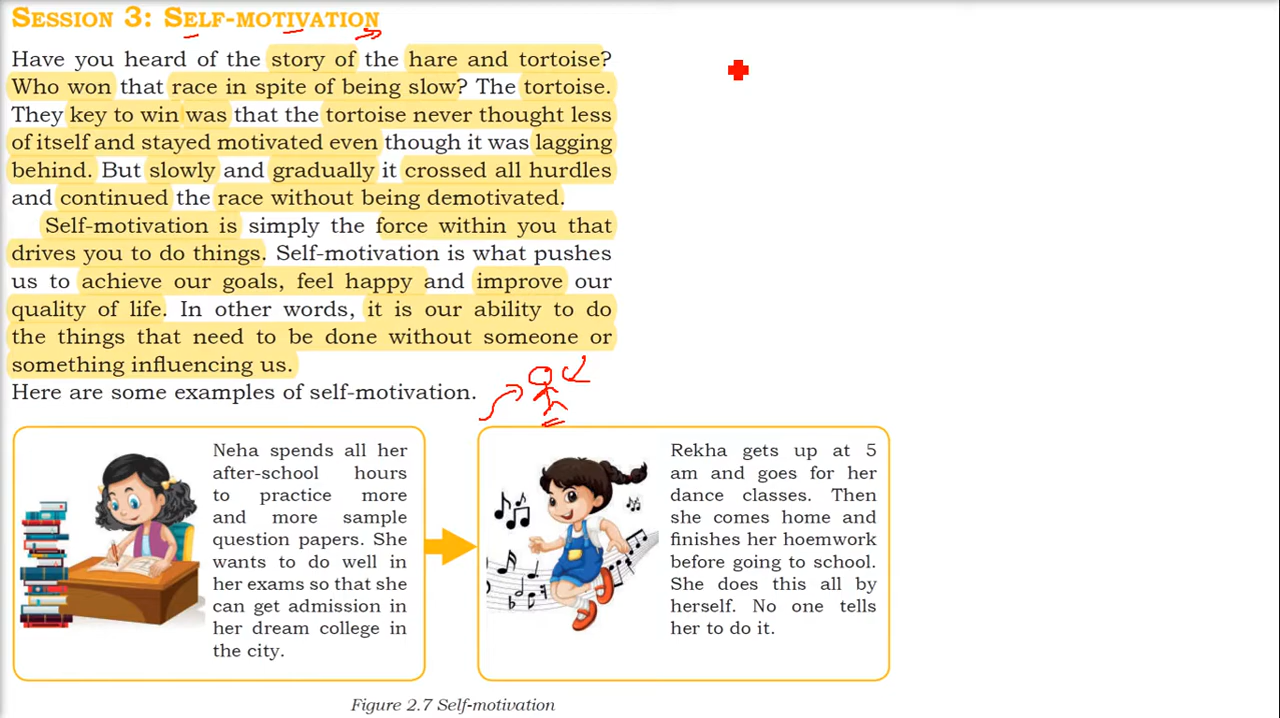 SESSION 3: SELF-MOTIVATION
Have you heard of the story of the hare and tortoise?
Who won that race in spite of being slow? The tortoise.
They key to win was that the tortoise never thought less
of itself and stayed motivated even though it was lagging
behind. But slowly and gradually it crossed all hurdles
and continued the race without being demotivated.
Self-motivation is simply the force within you that
drives you to do things. Self-motivation is what pushes
us to achieve our goals, feel happy and improve our
quality of life. In other words, it is our ability to do
the things that need to be done without someone or
something influencing us.
Here are some examples of self-motivation.
Neha spends all her
after-school hours
to practice more
and more sample
question papers. She
wants to do well in
her exams so that she
can get admission in
her dream college in
the city.
Rekha gets up at 5
am and goes for her
dance classes. Then
she comes home and
finishes her hoemwork
before going to school.
She does this all by
herself. No one tells
her to do it.
Figure 2.7 Self-motivation